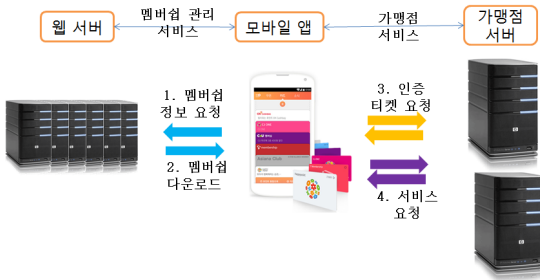 웹 서버
멤버쉽 관리
서비스
모바일 앱
가맹점
서비스
가맹점
서버
1. 멤버쉽
정보 요청
2. 멤버쉽
다운로드
3. 인증
티켓 요청
4. 서비스
요청